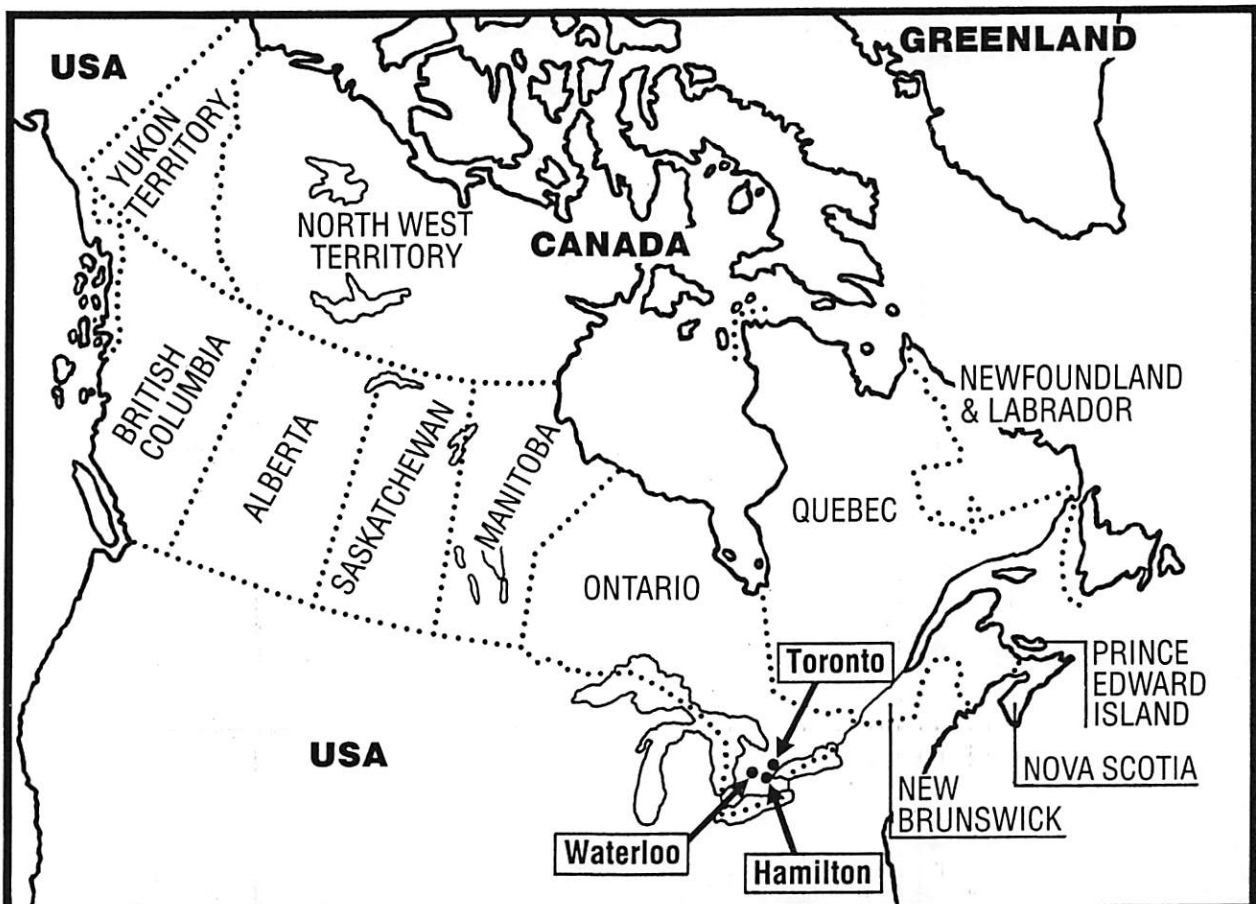 USA
GREENLAND
YUKON
TERRITORY
NORTH WEST
TERRITORY
CANADA
BRITISH
COLUMBIA
ALBERTA
SASKATCHEWAN
MANITOBA
ONTARIO
QUEBEC
NEWFOUNDLAND
& LABRADOR
Toronto
PRINCE
EDWARD
ISLAND
USA
NOVA SCOTIA
NEW
BRUNSWICK
Waterloo
Hamilton